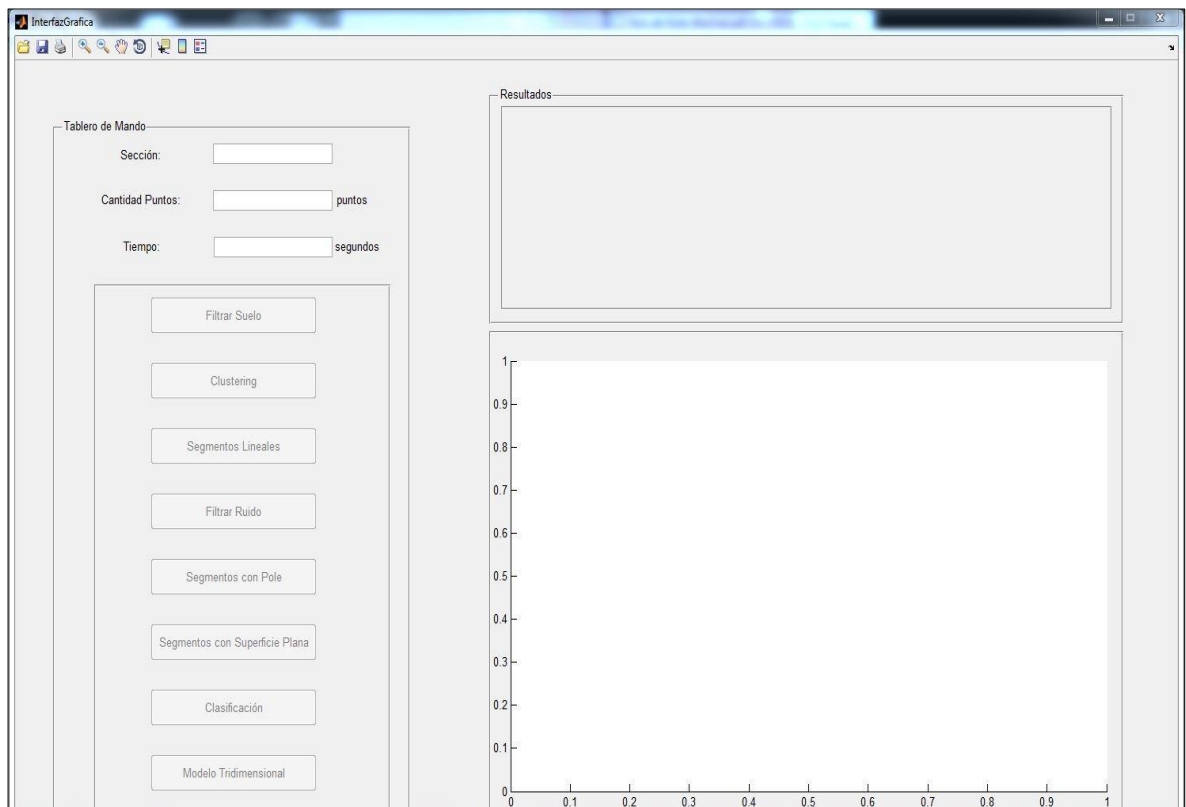 InterfazGrafica
Tablero de Mando
Sección:
Cantidad Puntos:
puntos
Tiempo:
segundos
Filtrar Suelo
Clustering
Segmentos Lineales
Filtrar Ruido
Segmentos con Pole
Segmentos con Superficie Plana
Clasificación
Modelo Tridimensional
Resultados
1
0.9
0.8
0.7
0.6
0.5
0.4
0.3
0.2
0.1
0
0 0.1 0.2 0.3 0.4 0.5 0.6 0.7 0.8 0.9